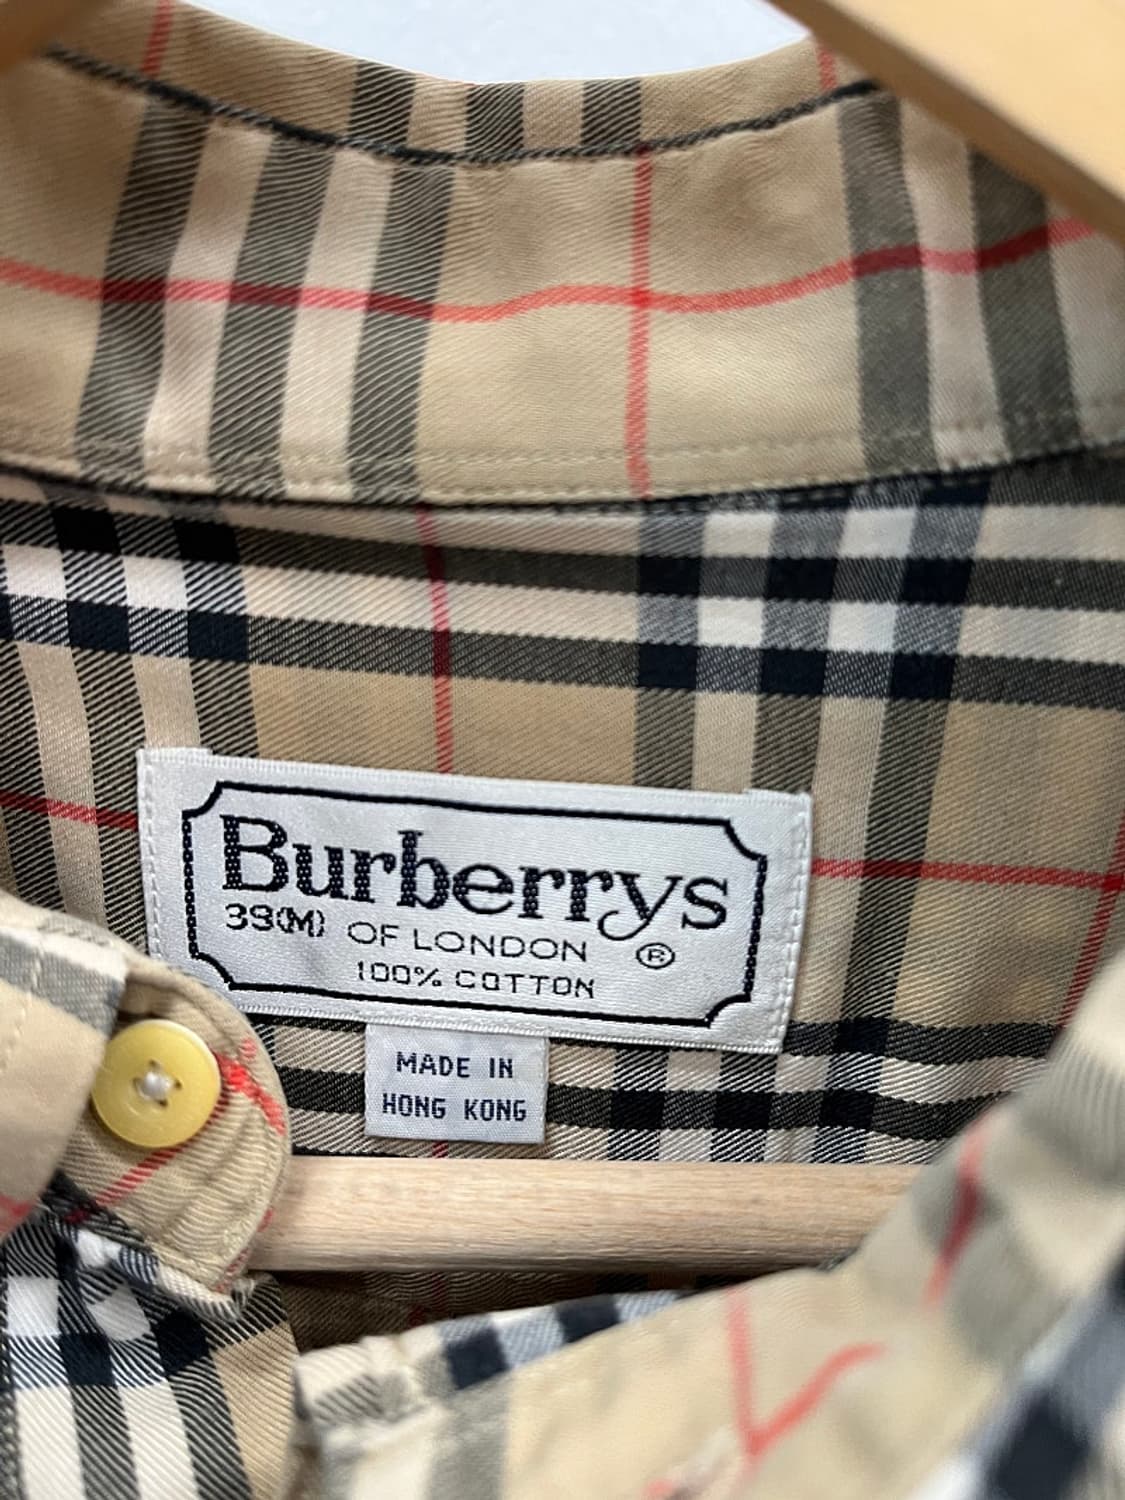 Burberrys
39(M) OF LONDON ®
100% COTTON
MADE IN
HONG KONG